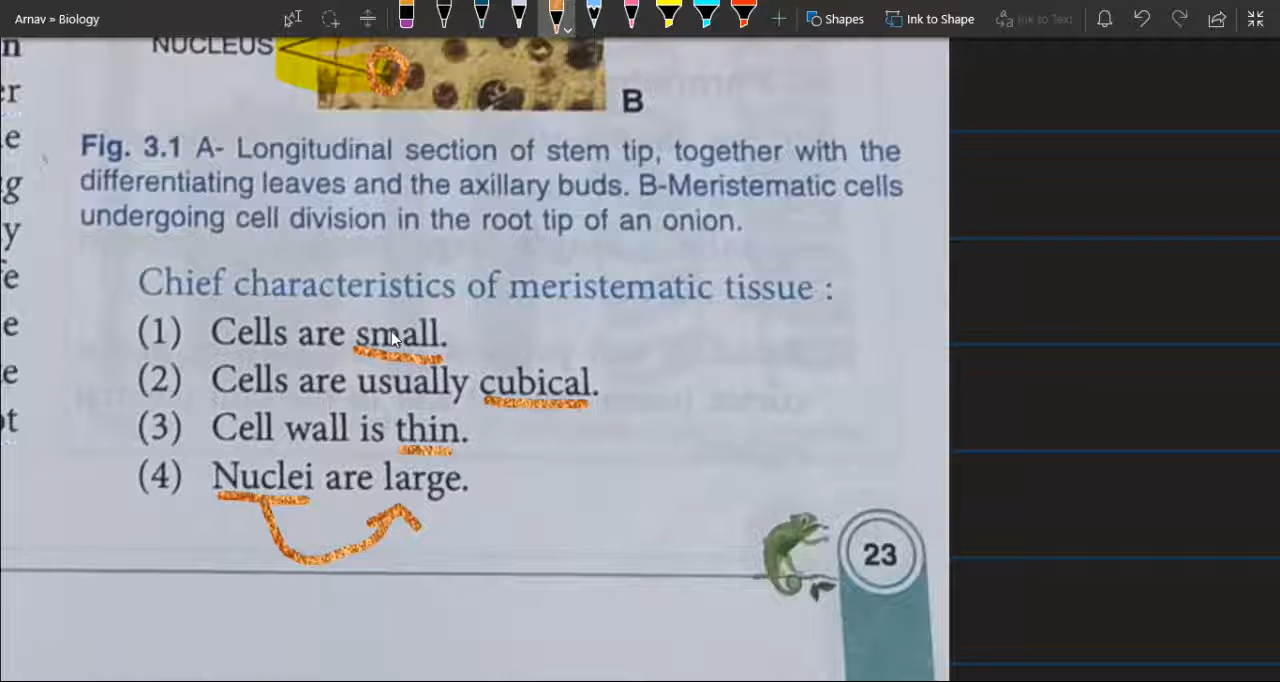 Arnav » Biology
Shapes
Ink to Shape
Ink to Text
n
NUCLEUS
er
B
e
Fig. 3.1 A- Longitudinal section of stem tip, together with the
g
differentiating leaves and the axillary buds. B-Meristematic cells
y
undergoing cell division in the root tip of an onion.
e
Chief characteristics of meristematic tissue :
e
(1) Cells are small.
e
(2) Cells are usually cubical.
ot
(3) Cell wall is thin.
(4) Nuclei are large.
23